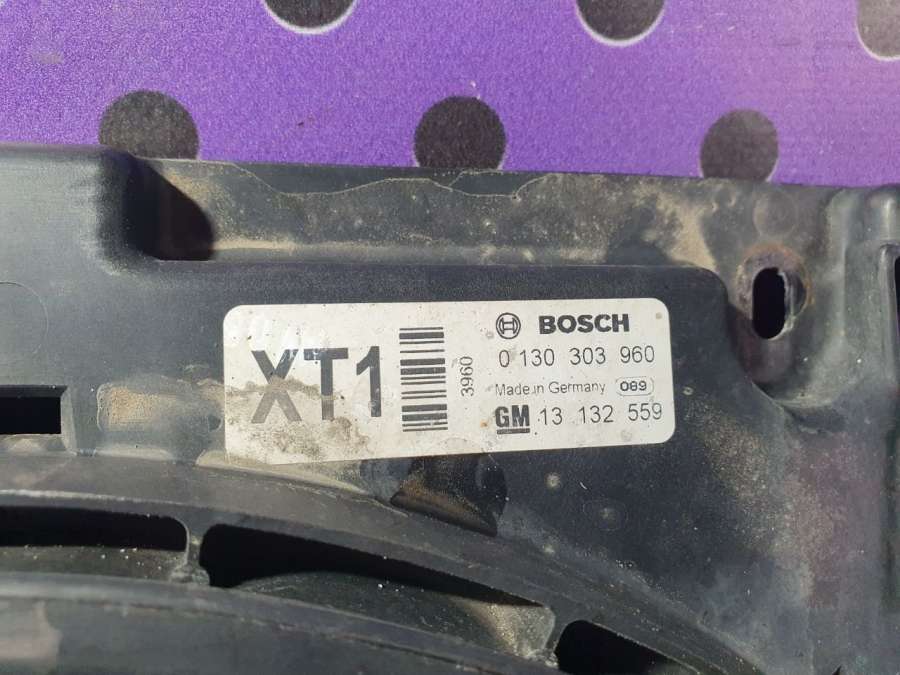 BOSCH
XT1
3960
0 130 303 960
Made in Germany 089
GM 13 132 559